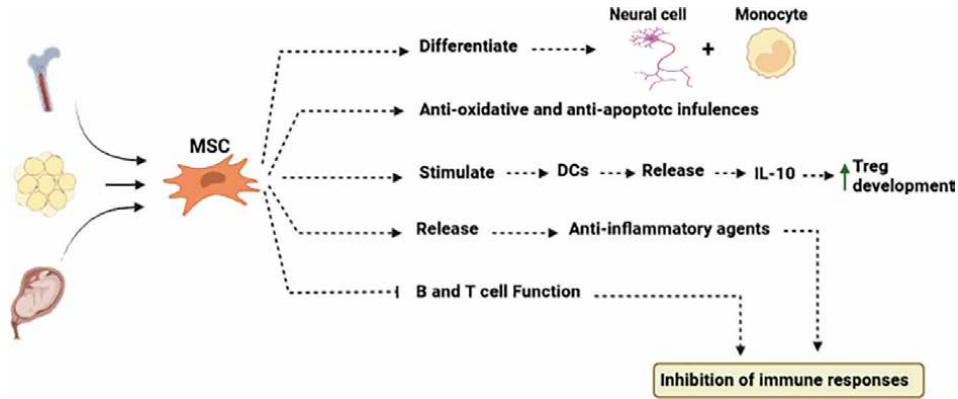 Neural cell
Monocyte
Differentiate
+
Anti-oxidative and anti-apoptotc infulences
MSC
Stimulate
DCs
Release
IL-10
Treg
development
Release
Anti-inflammatory agents
B and T cell Function
Inhibition of immune responses